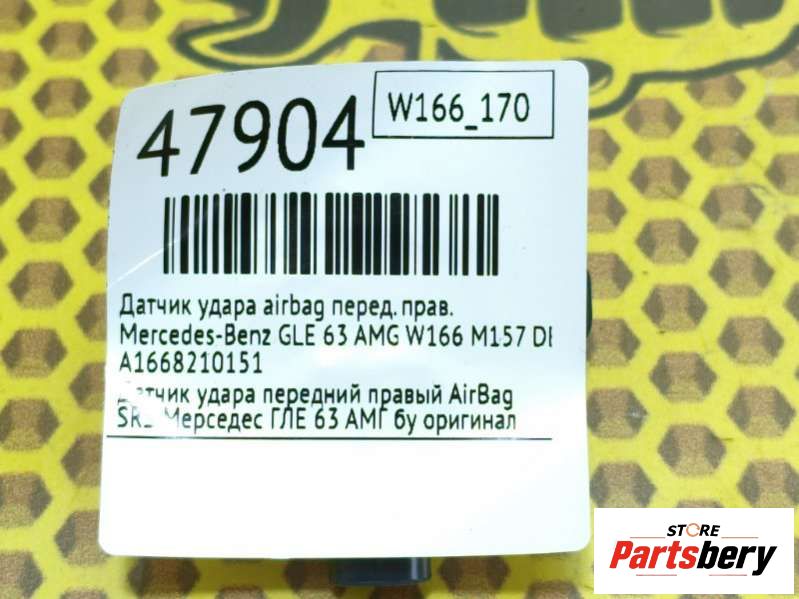 47904
W166_170
Датчик удара airbag перед. прав.
Mercedes-Benz GLE 63 AMG W166 M157 DE
A1668210151
Датчик удара передний правый AirBag
Мерседес ГЛЕ 63 АМГ бу оригинал
STORE
Partsbery